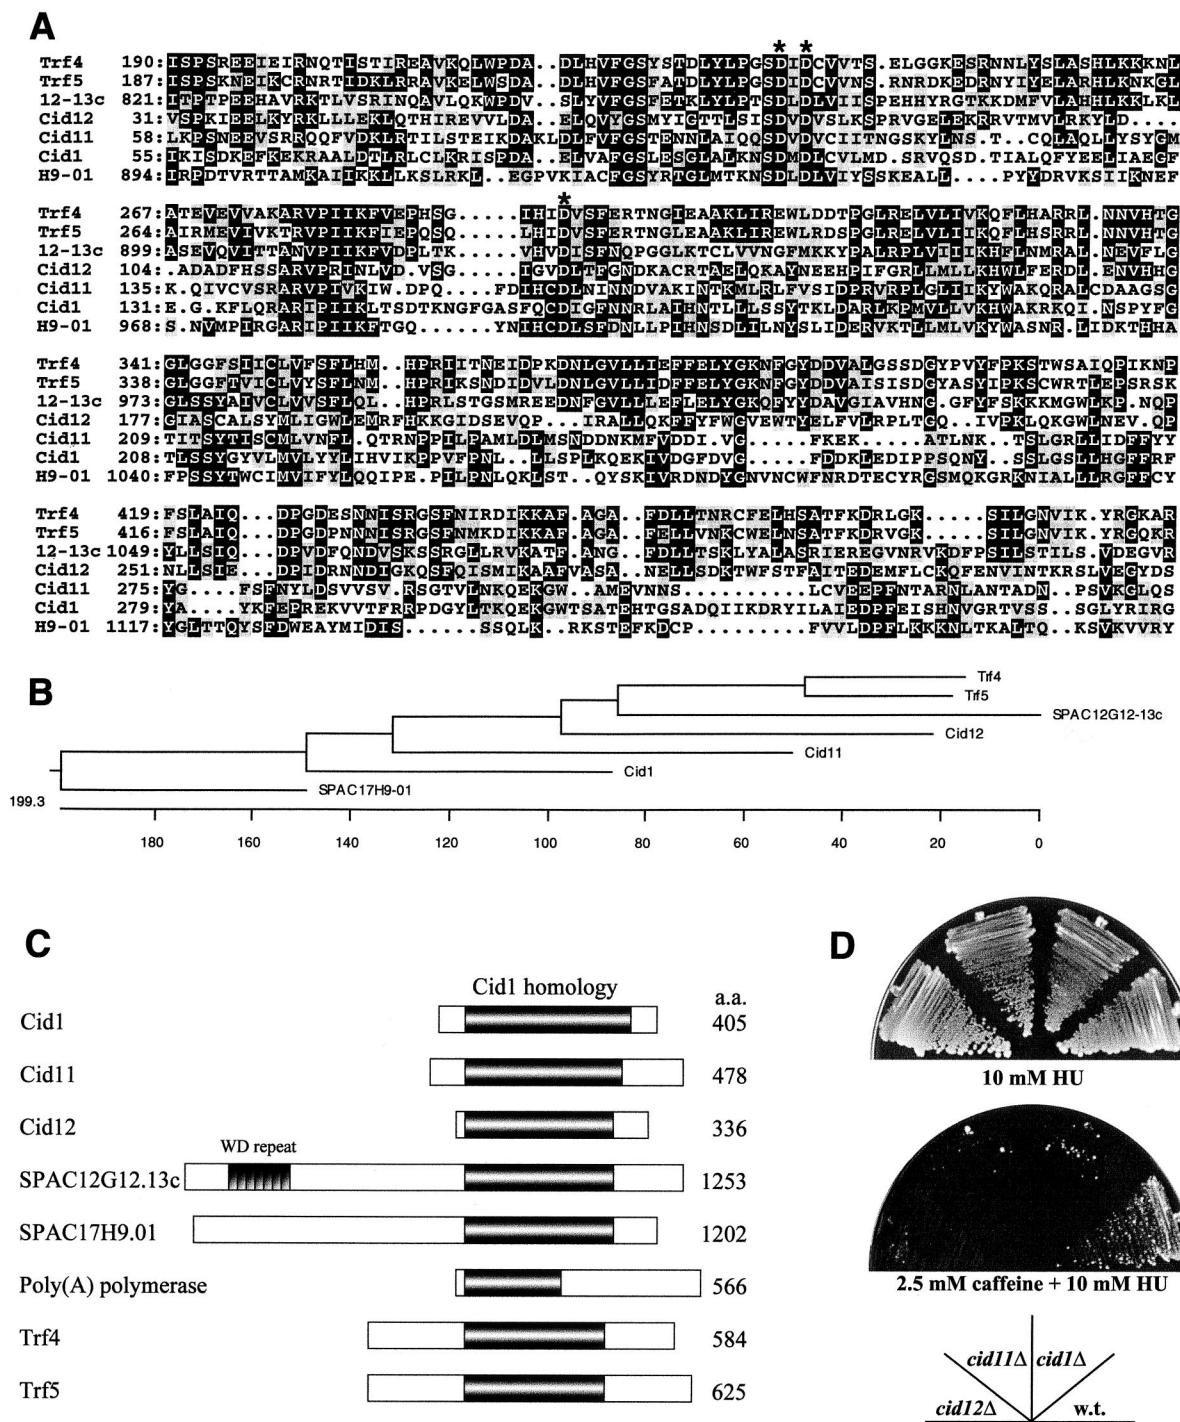 A
Trf4 190:ISPSREEIEIRNQTISTIREAVKQLWPDA..DLHVFGSYSTDLYLPGSDIDCVVTS.ELGGKESRNNLYSLASHLKKKNL
Trf5 187:ISPSKNEIKCRNRTIDKLRRAVKELWSDA..DLHVFGSFATDLYLPGSDIDCVVNS.RNRDKEDRNYIYELARHLKNKGL
12-13c 821:ITPTPEEHAVRKTLVSRINQAVLQKWPDV..SLYVFGSFETKLYLPTSDLDLVIISPEHHYRGTKKDMFVLAHHLKKLKL
Cid12 31:VSPKIEELKYRKLLLEKLQTHIREVVLDA..ELQVYGSMYIGTTLSISDVDVSLKSPRVGELEKRRVTMVLRKYLD.....
Cid11 58:LKPSNEEVSRRQQFVDKLRTILSTEIKDAKLDLFVFGSTENNLAIQQSDVDVCIITNGSKYLNS.T..CQLAQLLYSYGM
Cid1 55:IKISDKEFKEKRAALDTLRLCLKRISPDA..ELVAFGSLESGLALKNSDMDLCVLMD.SRVQSD.TIALQFYEELIAEGF
H9-01 894:IRPDTVRTTAMKAIIKKLLKSLRKL..EGPVKIACFGSYRTGLMTKNSDLDLVIYSSKEALL....PYYDRVKSIIKNEF
Trf4 267:ATEVEVVAKARVPIIKFVEPHSG.....IHIDVSFERTNGIEAAKLIREWLDDTPGLRELVLIVKQFLHARRL.NNVHTG
Trf5 264:AIRMEVIVKTRVPIIKFIEPQSQ.....LHIDVSFERTNGLEAAKLIREWLRDSPGLRELVLIIKQFLHSRRL.NNVHTG
12-13c 899:ASEVQVITTANVPIIKFVDPLTK.....VHVDISFNQPGGLKTCLVVNGFMKKYPALRPLVIIIKHFLNMRAL.NEVFLG
Cid12 104:.ADADFHSSARVPRINLVD.VSG.....IGVDLTFGNDKACRTAELQKAYNEEHPIFGRLLMLLKHWLFERDL.ENVHHG
Cid11 135:K.QIVCVSRARVPIVKIW.DPQ....FDIHCDLNINNDVAKINTKMLRLFVSIDPRVRPLGLIIKYWAKQRALCDAAGSG
Cid1 131:E.G.KFLQRARIPIIKLTSDTKNGFGASFQCDIGFNNRLAIHNTLLLSSYTKLDARLKPMVLLVKHWAKRKQI.NSPYFG
H9-01 968:S.NVMPIRGARIPIIKFTGQ.....YNIHCDLSFDNLLPIHNSDLILNYSLIDERVKTLLMLVKYWASNR.LIDKTHHA
Trf4 341:GLGGFSIICLVFSFLHM..HPRIITNEIDPKDNLGVLLIEFFELYGKNFGYDDVALGSSDGYPVYFPKSTWSAIQPIKNP
Trf5 338:GLGGFTVICLVYSFLNM..HPRIKSNDIDVLDNLGVLLIDFFELYGKNFGYDDVAISISDGYASYIPKSCWRTLEPSRSK
12-13c 973:GLSSYAIVCLVVSFLQL..HPRLSTGSMREEDNFGVLLLEFLELYGKQFYYDAVGIAVHNG.GFYFSKKKMGWLKP.NQP
Cid12 177:GIASCALSYMLIGWLEMRFHKKGIDSEVQP...IRALLQKFFYFWGVEWTYELFVLRPLTGQ...IVPKLQKGWLNEV.QP
Cid11 209:TITSYTISCMLVNFL.QTRNPPILPAMLDLMSNDDNKMFVDDI.VG.....FKEK....ATLNK..TSLGRLLIDFFYY
Cid1 208:TLSSYGYVLMVLYYLIHVIKPPVFPNL..LLSPLKQEKIVDGFDVG.....FDDKLEDIPPSQNY..SSLGSLLHGFFRF
H9-01 1040:FPSSYTWCIMVIFYLQQIPE.PILPNLQKLST..QYSKIVRDNDYGNVNCWFNRDTECYRGSMQKGRKNIALLLRGFFCY
Trf4 419:FSLAIQ...DPGDESNNISRGSFNIRDIKKAF.AGA..FDLLTNRCFELHSATFKDRLGK.....SILGNVIK.YRGKAR
Trf5 416:FSLAIQ...DPGDPNNNISRGSFNMKDIKKAF.AGA..FELLVNKCWELNSATFKDRVGK.....SILGNVIK.YRGQKR
12-13c 1049:YLLSIQ...DPVDFQNDVSKSSRGLLRVKATF.ANG..FDLLTSKLYALASRIEREGVNRVKDFPSILSTILS.VDEGVR
Cid12 251:NLLSIE...DPIDRNNDIGKQSFQISMIKAAFVASA..NELLSDKTWFSTFAITEDEMFLCKQFENVINTKRSLVEGYDS
Cid11 275:YG.....FSFNYLDSVVSV.RSGTVLNKQEKGW..AMEVNNS..........LCVEEPFNTARNLANTADN..PSVKGLQS
Cid1 279:YA.....YKFEPREKVVTFRRPDGYLTKQEKGWTSATEHTGSADQIIKDRYILAIEDPFEISHNVGRTVSS..SGLYRIRG
H9-01 1117:YGLTTQYSFDWEAYMIDIS.....SSQLK..RKSTEFKDCP.........FVVLDPFLKKKNLTKALTQ..KSVKVVRY
B
Trf4
Trf5
SPAC12G12-13c
Cid12
Cid11
Cid1
SPAC17H9-01
199.3
180 160 140 120 100 80 60 40 20 0
C
Cid1 homology a.a.
Cid1 405
Cid11 478
Cid12 336
WD repeat
SPAC12G12.13c 1253
SPAC17H9.01 1202
Poly(A) polymerase 566
Trf4 584
Trf5 625
D
10 mM HU
2.5 mM caffeine + 10 mM HU
cid11Δ cid1Δ
cid12Δ w.t.